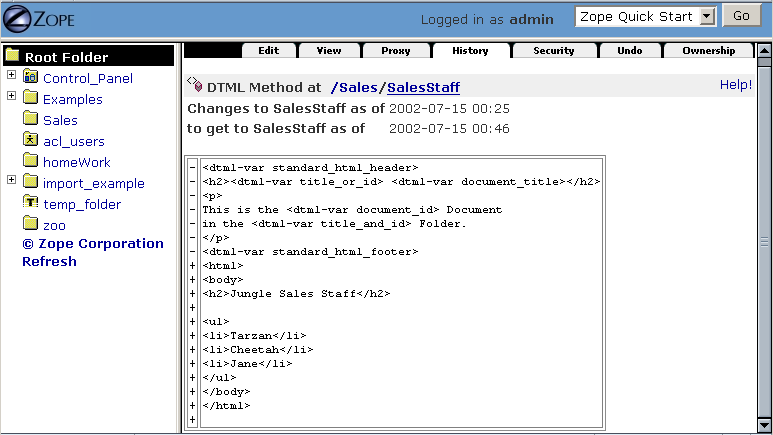 ZOPE
Logged in as admin
Zope Quick Start
Go
Root Folder
Control_Panel
Examples
Sales
acl_users
homeWork
import_example
temp_folder
zoo
© Zope Corporation
Refresh
Edit View Proxy History Security Undo Ownership
DTML Method at /Sales/SalesStaff
Help!
Changes to SalesStaff as of 2002-07-15 00:25
to get to SalesStaff as of 2002-07-15 00:46
- <dtml-var standard_html_header>
- <h2><dtml-var title_or_id> <dtml-var document_title></h2>
- <p>
- This is the <dtml-var document_id> Document
- in the <dtml-var title_and_id> Folder.
- </p>
- <dtml-var standard_html_footer>
+ <html>
+ <body>
+ <h2>Jungle Sales Staff</h2>
+
+ <ul>
+ <li>Tarzan</li>
+ <li>Cheetah</li>
+ <li>Jane</li>
+ </ul>
+ </body>
+ </html>
+